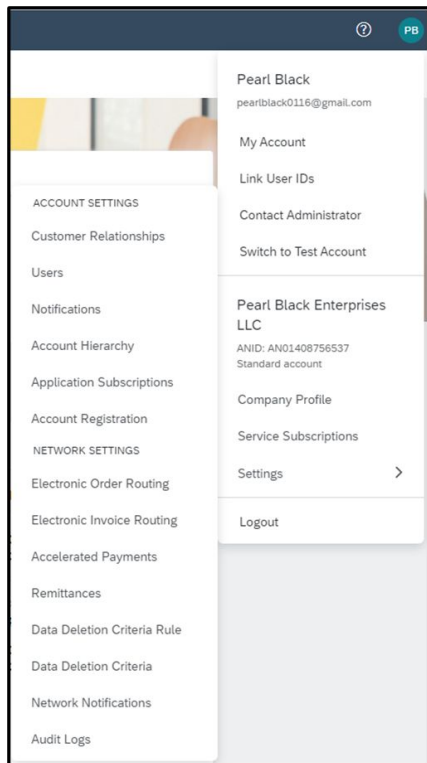 PB
Pearl Black
pearlblack0116@gmail.com
My Account
Link User IDs
Contact Administrator
Switch to Test Account
Pearl Black Enterprises
LLC
ANID: AN01408756537
Standard account
Company Profile
Service Subscriptions
Settings
Logout
ACCOUNT SETTINGS
Customer Relationships
Users
Notifications
Account Hierarchy
Application Subscriptions
Account Registration
NETWORK SETTINGS
Electronic Order Routing
Electronic Invoice Routing
Accelerated Payments
Remittances
Data Deletion Criteria Rule
Data Deletion Criteria
Network Notifications
Audit Logs